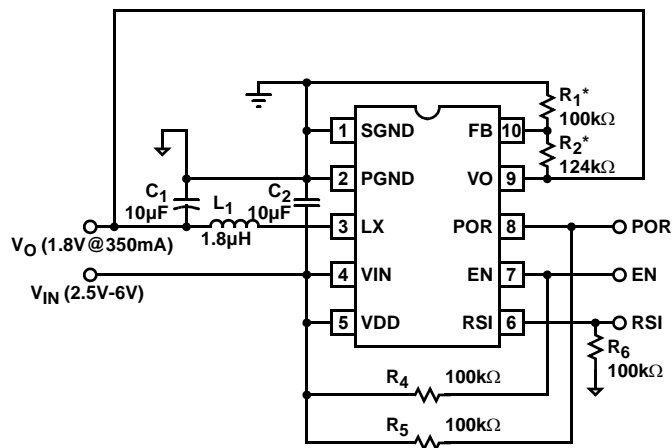 R1*
100kΩ
R2*
124kΩ
1 SGND FB 10
2 PGND VO 9
3 LX POR 8
4 VIN EN 7
5 VDD RSI 6
C1
10µF
L1
1.8µH
C2
10µF
VO (1.8V@350mA)
VIN (2.5V-6V)
POR
EN
RSI
R6
100kΩ
R4 100kΩ
R5 100kΩ